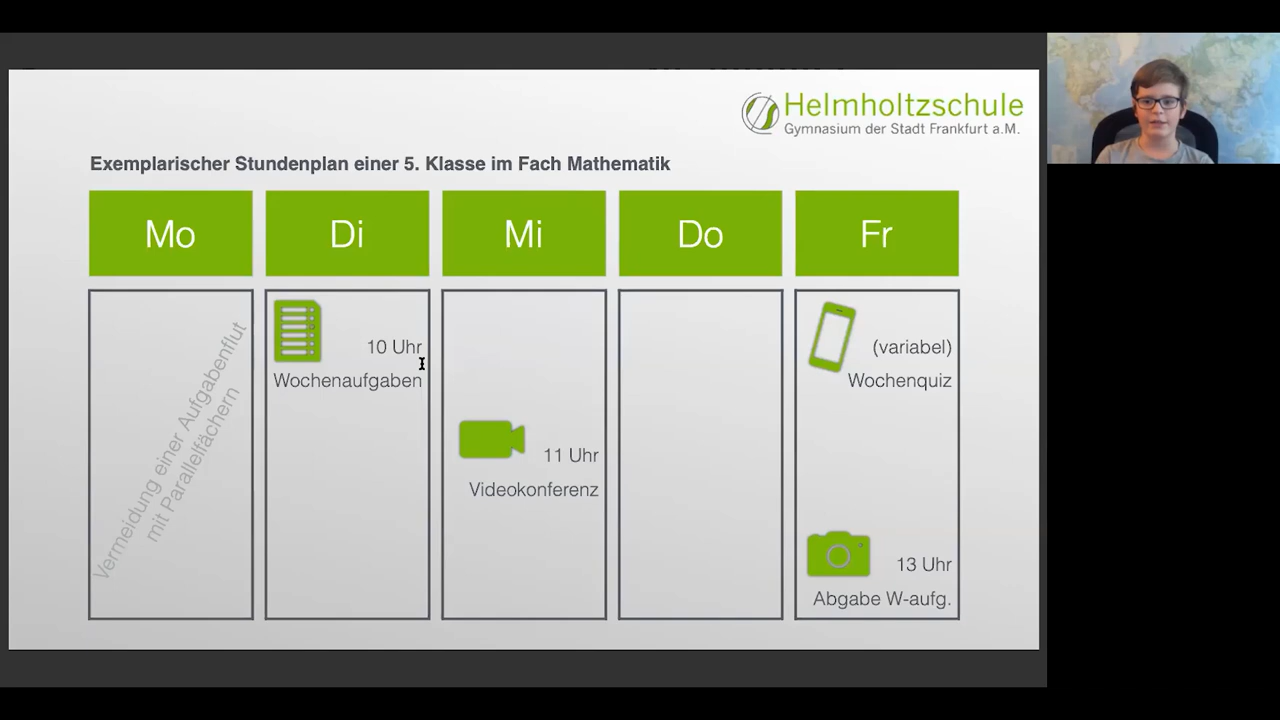 Helmholtzschule
Gymnasium der Stadt Frankfurt a.M.
Exemplarischer Stundenplan einer 5. Klasse im Fach Mathematik
Mo
Di
Mi
Do
Fr
Vermeidung einer Aufgabenflut
mit Parallelfächern
10 Uhr
Wochenaufgaben
11 Uhr
Videokonferenz
(variabel)
Wochenquiz
13 Uhr
Abgabe W-aufg.